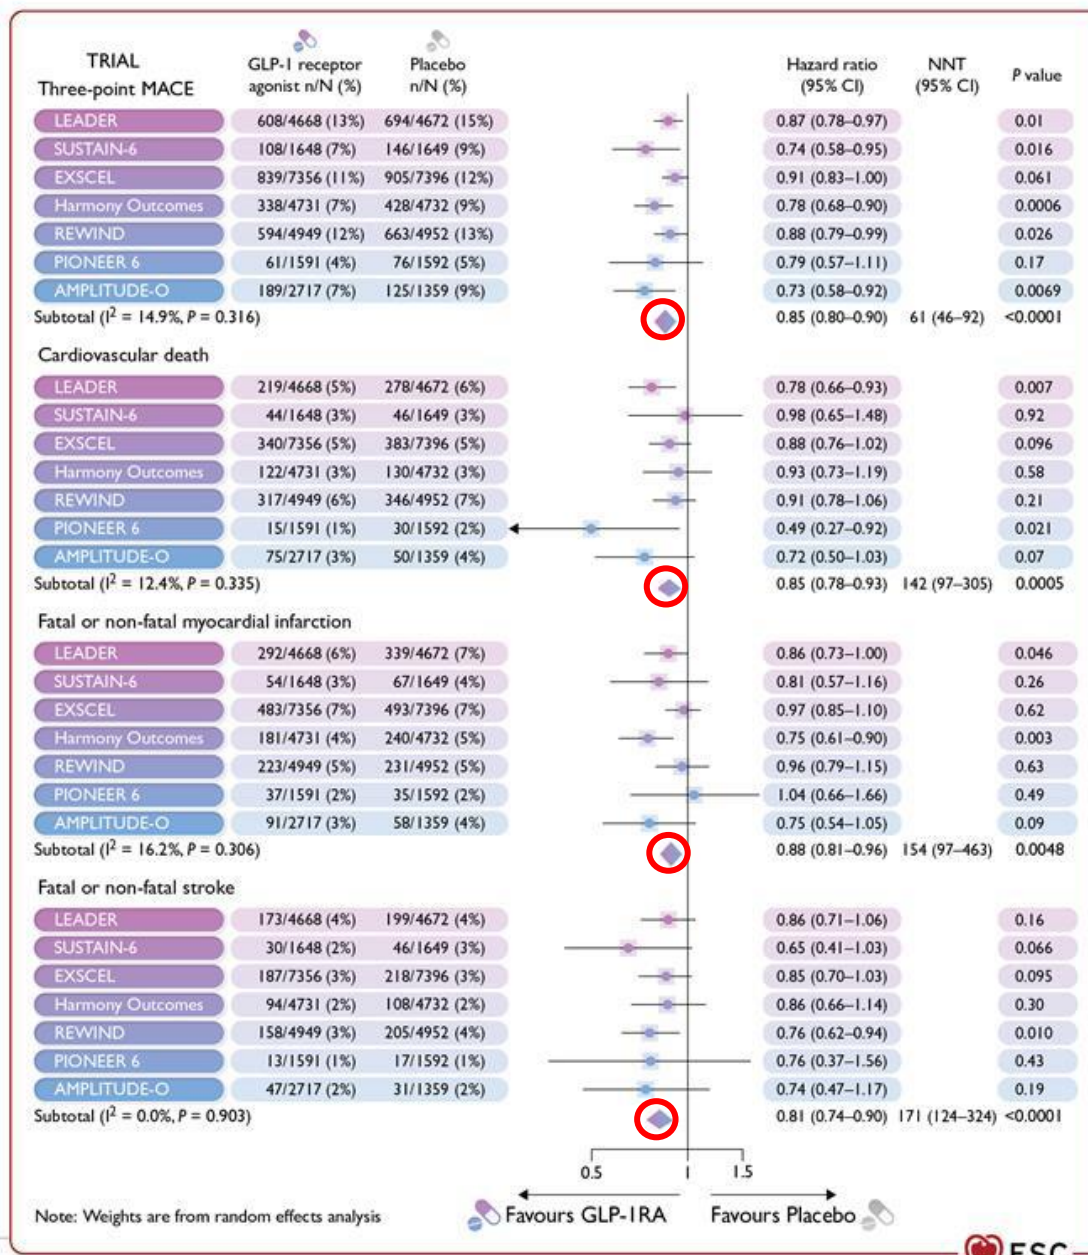 TRIAL GLP-1 receptor Placebo Hazard ratio NNT P value
Three-point MACE agonist n/N (%) n/N (%) (95% CI) (95% CI)
LEADER 608/4668 (13%) 694/4672 (15%) 0.87 (0.78–0.97) 0.01
SUSTAIN-6 108/1648 (7%) 146/1649 (9%) 0.74 (0.58–0.95) 0.016
EXSCEL 839/7356 (11%) 905/7396 (12%) 0.91 (0.83–1.00) 0.061
Harmony Outcomes 338/4731 (7%) 428/4732 (9%) 0.78 (0.68–0.90) 0.0006
REWIND 594/4949 (12%) 663/4952 (13%) 0.88 (0.79–0.99) 0.026
PIONEER 6 61/1591 (4%) 76/1592 (5%) 0.79 (0.57–1.11) 0.17
AMPLITUDE-O 189/2717 (7%) 125/1359 (9%) 0.73 (0.58–0.92) 0.0069
Subtotal (I² = 14.9%, P = 0.316) 0.85 (0.80–0.90) 61 (46–92) <0.0001
Cardiovascular death
LEADER 219/4668 (5%) 278/4672 (6%) 0.78 (0.66–0.93) 0.007
SUSTAIN-6 44/1648 (3%) 46/1649 (3%) 0.98 (0.65–1.48) 0.92
EXSCEL 340/7356 (5%) 383/7396 (5%) 0.88 (0.76–1.02) 0.096
Harmony Outcomes 122/4731 (3%) 130/4732 (3%) 0.93 (0.73–1.19) 0.58
REWIND 317/4949 (6%) 346/4952 (7%) 0.91 (0.78–1.06) 0.21
PIONEER 6 15/1591 (1%) 30/1592 (2%) 0.49 (0.27–0.92) 0.021
AMPLITUDE-O 75/2717 (3%) 50/1359 (4%) 0.72 (0.50–1.03) 0.07
Subtotal (I² = 12.4%, P = 0.335) 0.85 (0.78–0.93) 142 (97–305) 0.0005
Fatal or non-fatal myocardial infarction
LEADER 292/4668 (6%) 339/4672 (7%) 0.86 (0.73–1.00) 0.046
SUSTAIN-6 54/1648 (3%) 67/1649 (4%) 0.81 (0.57–1.16) 0.26
EXSCEL 483/7356 (7%) 493/7396 (7%) 0.97 (0.85–1.10) 0.62
Harmony Outcomes 181/4731 (4%) 240/4732 (5%) 0.75 (0.61–0.90) 0.003
REWIND 223/4949 (5%) 231/4952 (5%) 0.96 (0.79–1.15) 0.63
PIONEER 6 37/1591 (2%) 35/1592 (2%) 1.04 (0.66–1.66) 0.49
AMPLITUDE-O 91/2717 (3%) 58/1359 (4%) 0.75 (0.54–1.05) 0.09
Subtotal (I² = 16.2%, P = 0.306) 0.88 (0.81–0.96) 154 (97–463) 0.0048
Fatal or non-fatal stroke
LEADER 173/4668 (4%) 199/4672 (4%) 0.86 (0.71–1.06) 0.16
SUSTAIN-6 30/1648 (2%) 46/1649 (3%) 0.65 (0.41–1.03) 0.066
EXSCEL 187/7356 (3%) 218/7396 (3%) 0.85 (0.70–1.03) 0.095
Harmony Outcomes 94/4731 (2%) 108/4732 (2%) 0.86 (0.66–1.14) 0.30
REWIND 158/4949 (3%) 205/4952 (4%) 0.76 (0.62–0.94) 0.010
PIONEER 6 13/1591 (1%) 17/1592 (1%) 0.76 (0.37–1.56) 0.43
AMPLITUDE-O 47/2717 (2%) 31/1359 (2%) 0.74 (0.47–1.17) 0.19
Subtotal (I² = 0.0%, P = 0.903) 0.81 (0.74–0.90) 171 (124–324) <0.0001
0.5 1 1.5
Note: Weights are from random effects analysis Favours GLP-1RA Favours Placebo
ESC